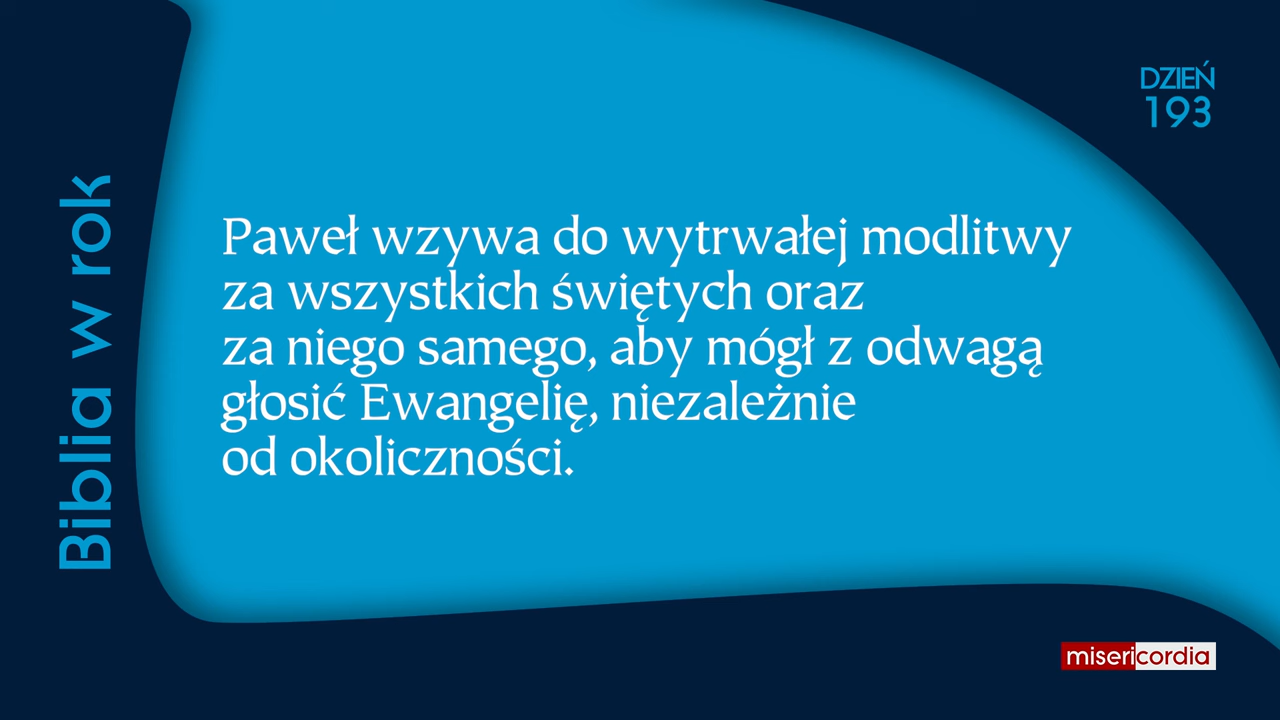 Biblia w rok
DZIEŃ
193
Paweł wzywa do wytrwałej modlitwy
za wszystkich świętych oraz
za niego samego, aby mógł z odwagą
głosić Ewangelię, niezależnie
od okoliczności.
misericordia